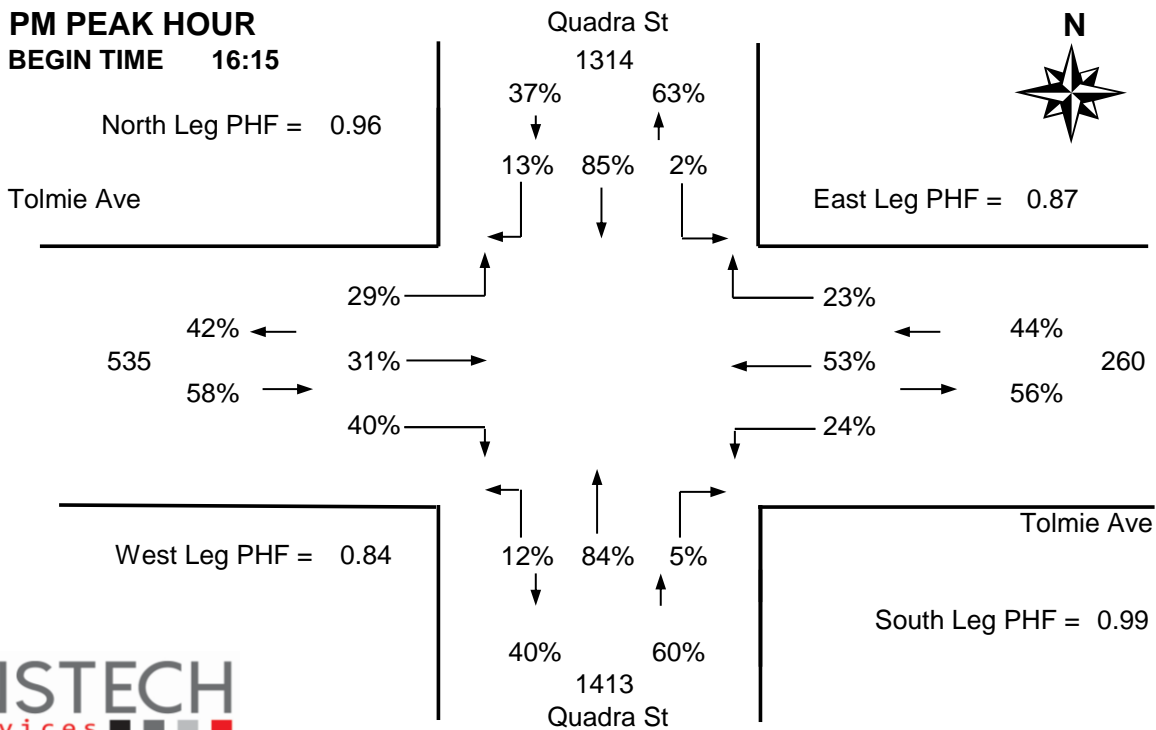 PM PEAK HOUR
BEGIN TIME 16:15
Quadra St
1314
N
37% 63%
North Leg PHF = 0.96
13% 85% 2%
Tolmie Ave
East Leg PHF = 0.87
29% 23%
42% 44%
535 31% 53% 260
58% 56%
40% 24%
Tolmie Ave
West Leg PHF = 0.84
12% 84% 5%
South Leg PHF = 0.99
40% 60%
1413
Quadra St